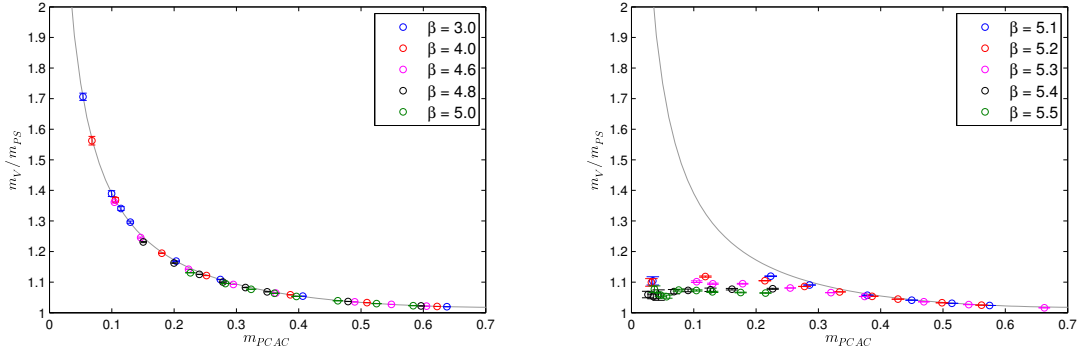 2
1.9
1.8
1.7
1.6
1.5
1.4
1.3
1.2
1.1
1
m_V / m_PS
0 0.1 0.2 0.3 0.4 0.5 0.6 0.7
m_PCAC
β = 3.0
β = 4.0
β = 4.6
β = 4.8
β = 5.0
2
1.9
1.8
1.7
1.6
1.5
1.4
1.3
1.2
1.1
1
m_V / m_PS
0 0.1 0.2 0.3 0.4 0.5 0.6 0.7
m_PCAC
β = 5.1
β = 5.2
β = 5.3
β = 5.4
β = 5.5